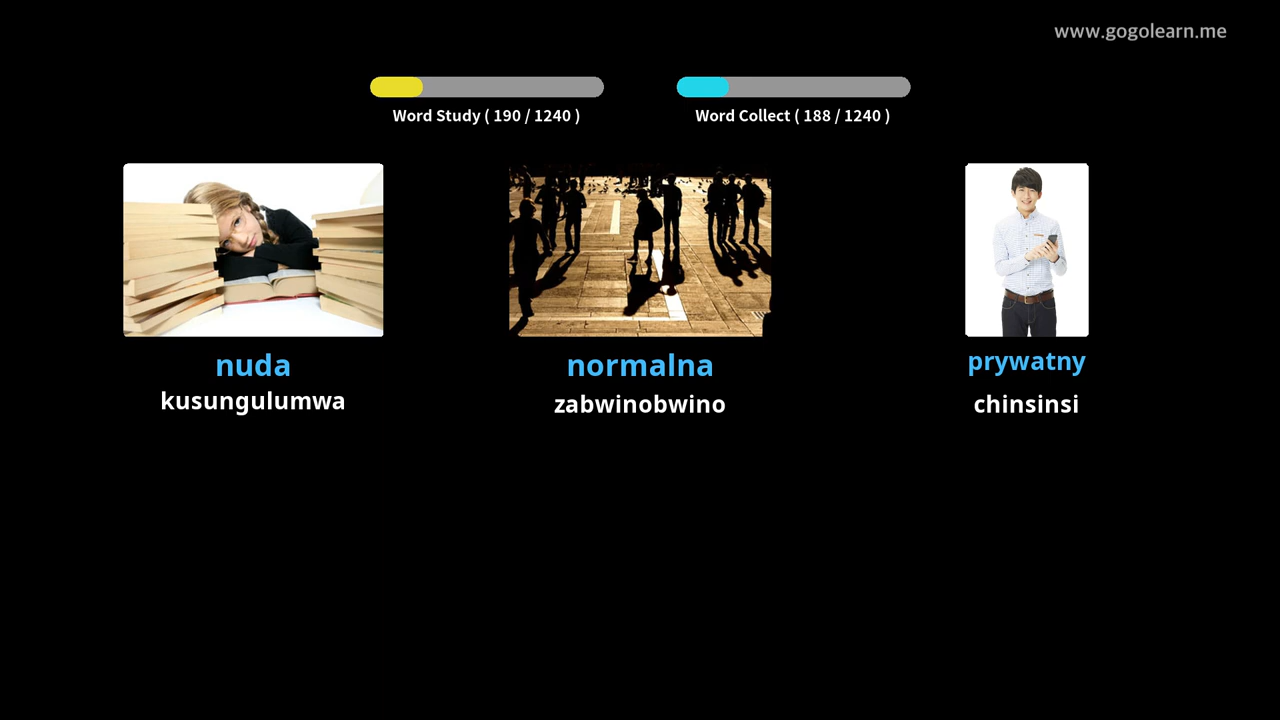 www.gogolearn.me
Word Study ( 190 / 1240 )
Word Collect ( 188 / 1240 )
nuda
kusungulumwa
normalna
zabwinobwino
prywatny
chinsinsi